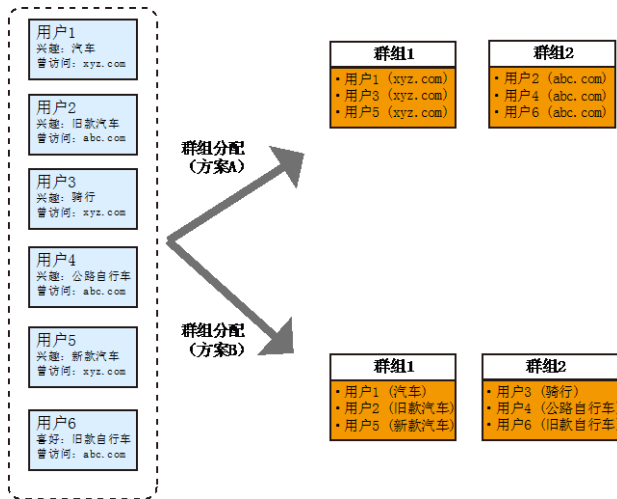 用户1
兴趣: 汽车
曾访问: xyz.com
用户2
兴趣: 旧款汽车
曾访问: abc.com
用户3
兴趣: 骑行
曾访问: xyz.com
用户4
兴趣: 公路自行车
曾访问: abc.com
用户5
兴趣: 新款汽车
曾访问: xyz.com
用户6
喜好: 旧款自行车
曾访问: abc.com
群组分配
（方案A）
群组分配
（方案B）
群组1
• 用户1 (xyz.com)
• 用户3 (xyz.com)
• 用户5 (xyz.com)
群组2
• 用户2 (abc.com)
• 用户4 (abc.com)
• 用户6 (abc.com)
群组1
• 用户1 (汽车)
• 用户2 (旧款汽车)
• 用户5 (新款汽车)
群组2
• 用户3 (骑行)
• 用户4 (公路自行车)
• 用户6 (旧款自行车)